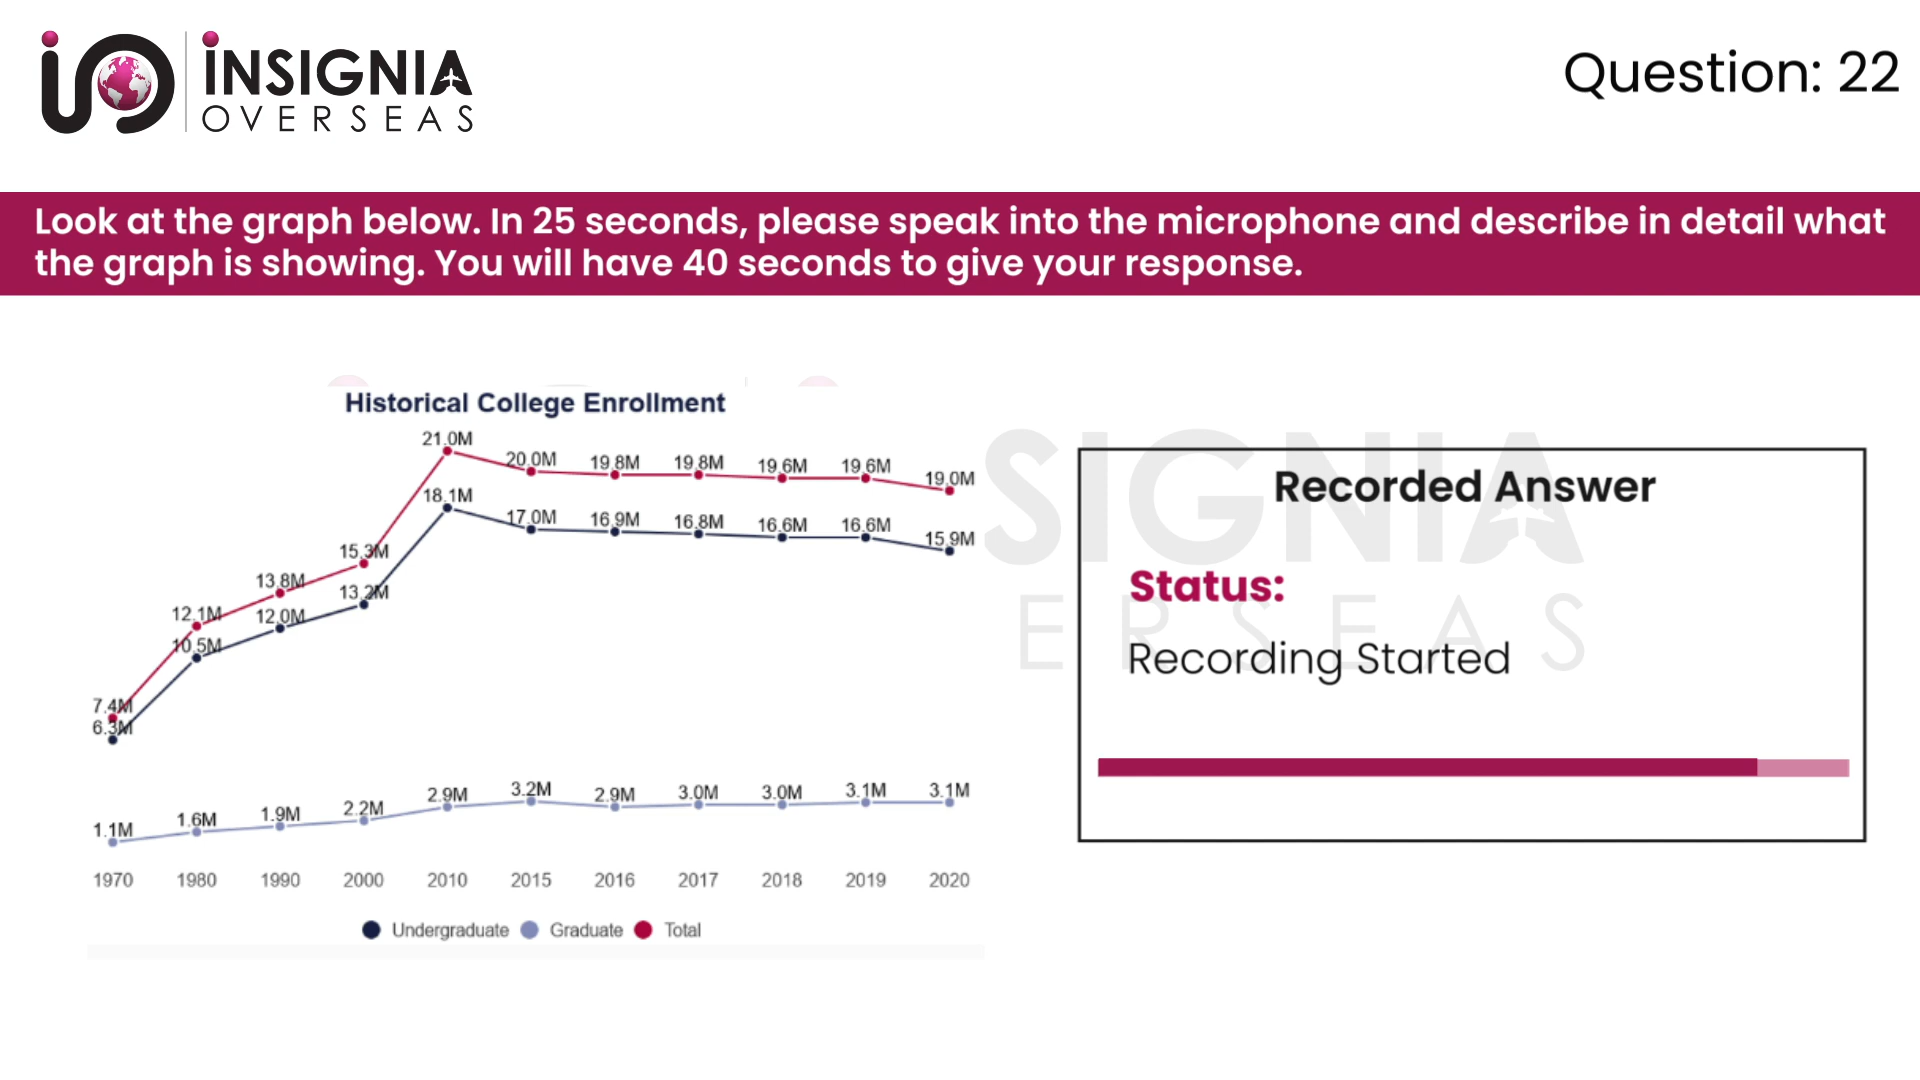 iNSIGNIA
OVERSEAS
Question: 22
Look at the graph below. In 25 seconds, please speak into the microphone and describe in detail what
the graph is showing. You will have 40 seconds to give your response.
Historical College Enrollment
21.0M
20.0M 19.8M 19.8M 19.6M 19.6M 19.0M
18.1M
17.0M 16.9M 16.8M 16.6M 16.6M 15.9M
15.3M
13.8M
13.2M
12.1M
12.0M
10.5M
7.4M
6.3M
1.1M 1.6M 1.9M 2.2M 2.9M 3.2M 2.9M 3.0M 3.0M 3.1M 3.1M
1970 1980 1990 2000 2010 2015 2016 2017 2018 2019 2020
Undergraduate Graduate Total
SIGNIA
ERSEAS
Recorded Answer
Status:
Recording Started